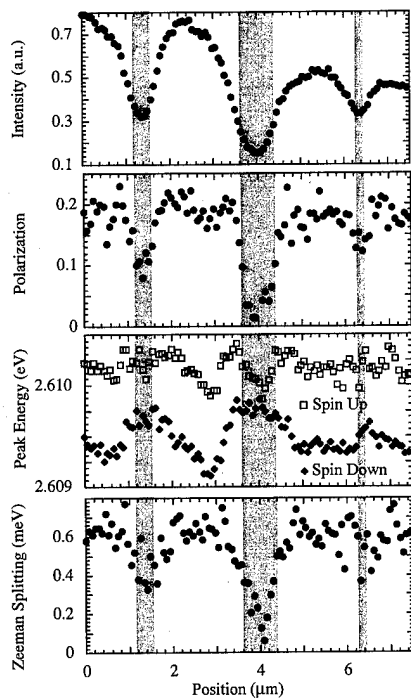 Intensity (a.u.)
0.7
0.5
0.3
0.1
Polarization
0.2
0.1
0
Peak Energy (eV)
2.610
2.609
Spin Up
Spin Down
Zeeman Splitting (meV)
0.6
0.4
0.2
0
0 2 4 6
Position (μm)